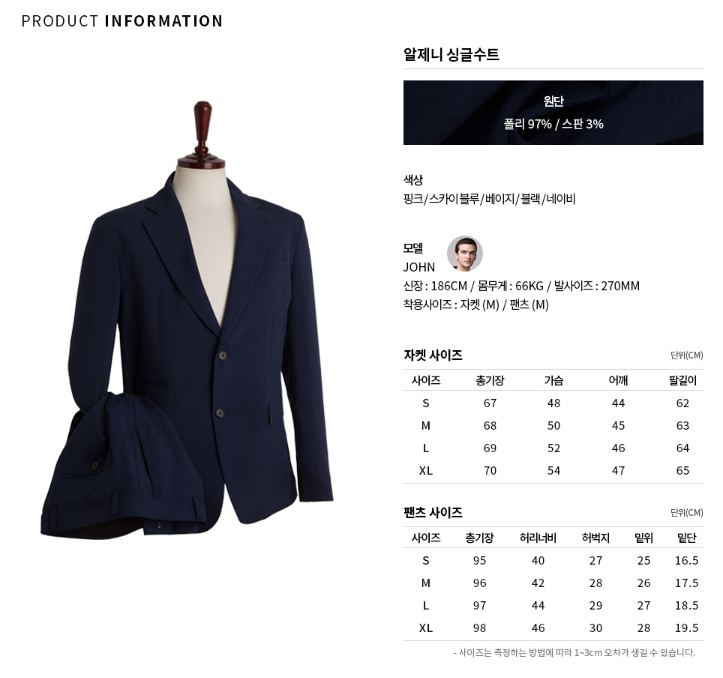 PRODUCT INFORMATION
알제니 싱글수트
원단
폴리 97% / 스판 3%
색상
핑크/스카이블루/베이지/블랙/네이비
모델
JOHN
신장 : 186CM / 몸무게 : 66KG / 발사이즈 : 270MM
착용사이즈 : 자켓 (M) / 팬츠 (M)
자켓 사이즈 단위(CM)
사이즈 총기장 가슴 어깨 팔길이
S 67 48 44 62
M 68 50 45 63
L 69 52 46 64
XL 70 54 47 65
팬츠 사이즈 단위(CM)
사이즈 총기장 허리너비 허벅지 밑위 밑단
S 95 40 27 25 16.5
M 96 42 28 26 17.5
L 97 44 29 27 18.5
XL 98 46 30 28 19.5
- 사이즈는 측정하는 방법에 따라 1~3cm 오차가 생길 수 있습니다.